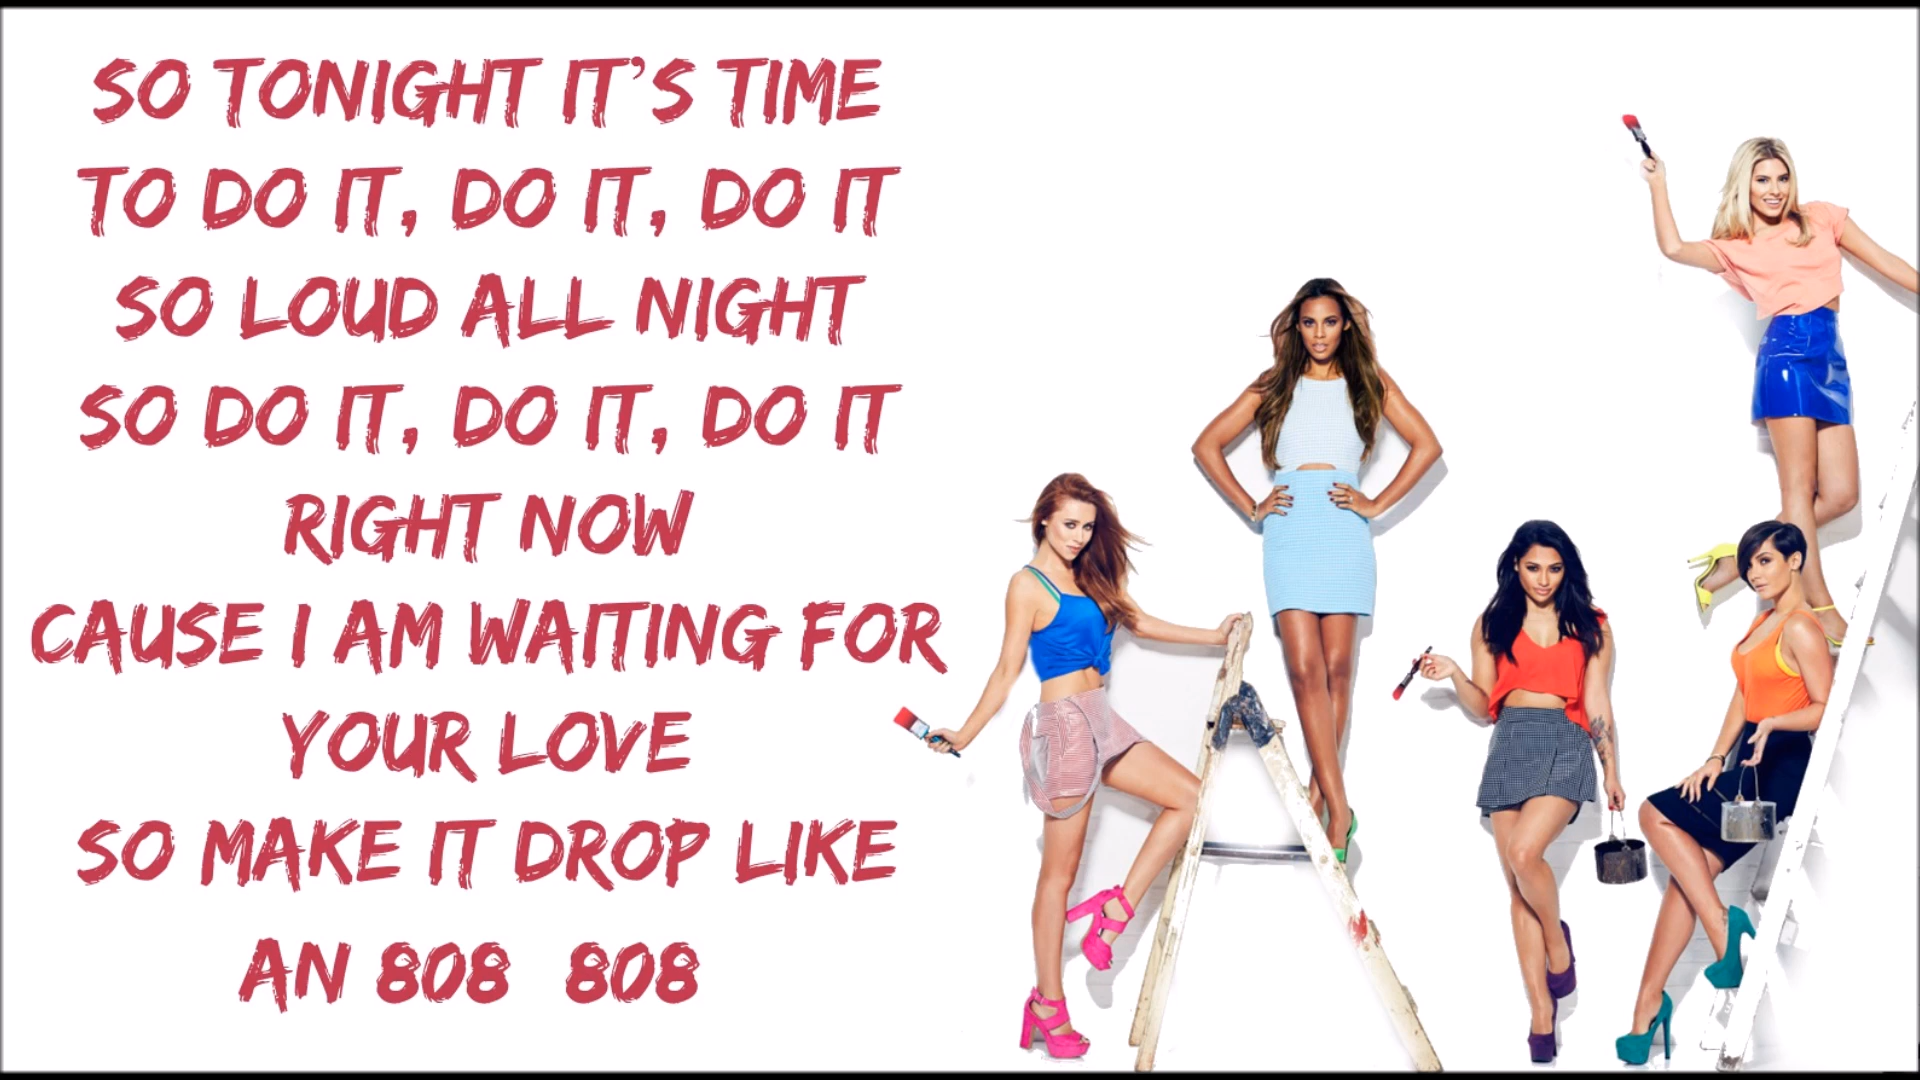 SO TONIGHT IT'S TIME
TO DO IT, DO IT, DO IT
SO LOUD ALL NIGHT
SO DO IT, DO IT, DO IT
RIGHT NOW
CAUSE I AM WAITING FOR
YOUR LOVE
SO MAKE IT DROP LIKE
AN 808 808